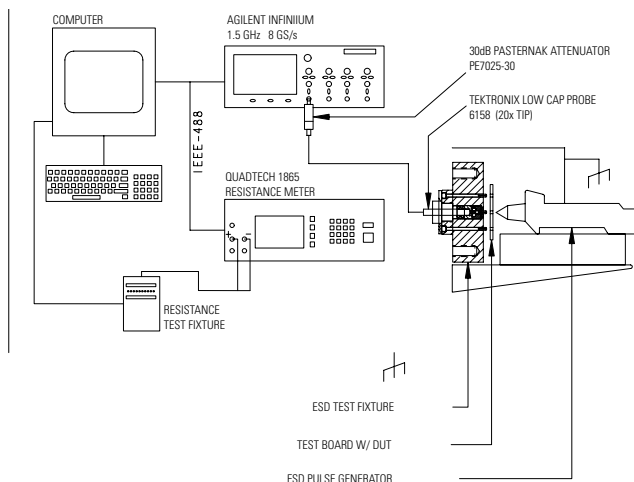 COMPUTER
AGILENT INFINIIUM
1.5 GHz 8 GS/s
30dB PASTERNAK ATTENUATOR
PE7025-30
TEKTRONIX LOW CAP PROBE
6158 (20x TIP)
IEEE-488
QUADTECH 1865
RESISTANCE METER
+ –
RESISTANCE
TEST FIXTURE
ESD TEST FIXTURE
TEST BOARD W/ DUT
ESD PULSE GENERATOR